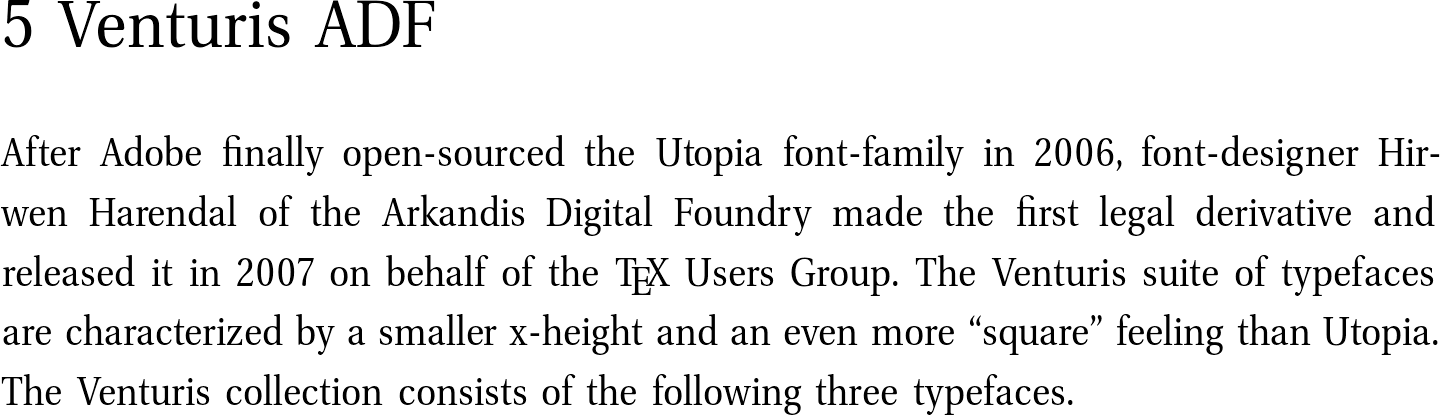 5 Venturis ADF
After Adobe finally open-sourced the Utopia font-family in 2006, font-designer Hir-
wen Harendal of the Arkandis Digital Foundry made the first legal derivative and
released it in 2007 on behalf of the TEX Users Group. The Venturis suite of typefaces
are characterized by a smaller x-height and an even more “square” feeling than Utopia.
The Venturis collection consists of the following three typefaces.